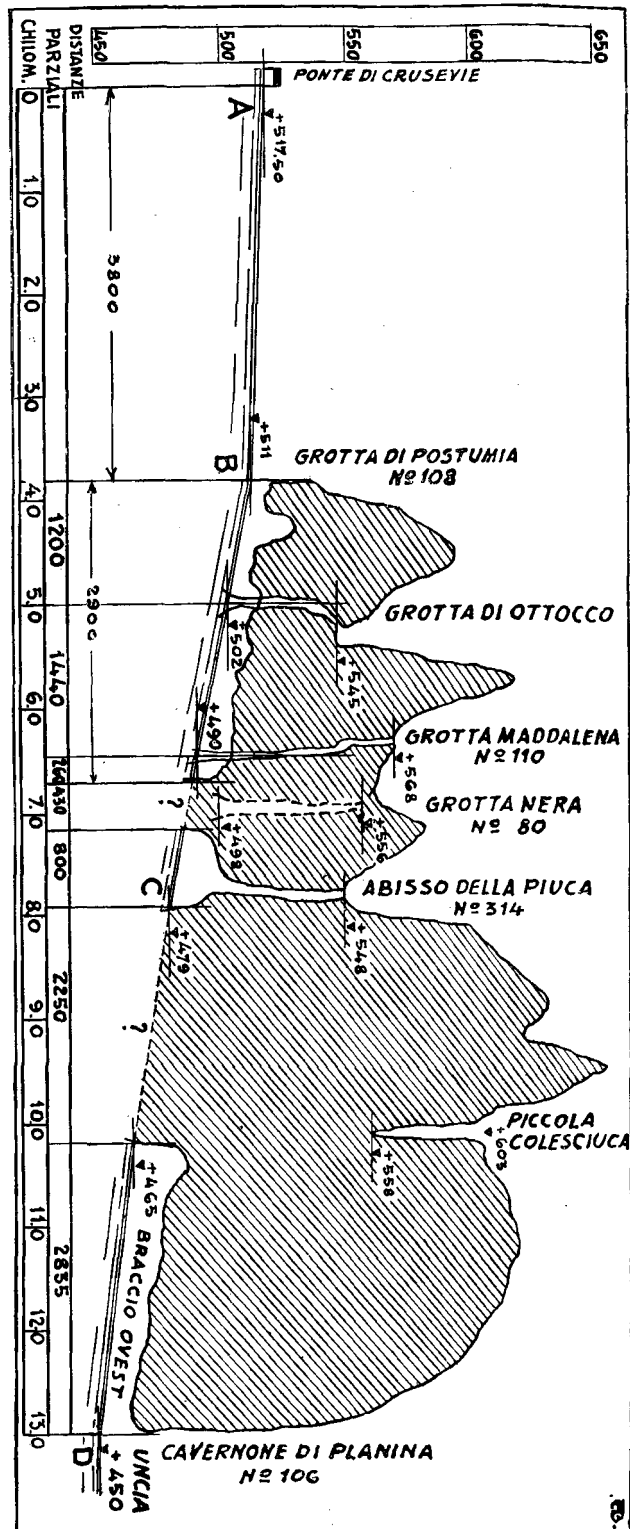 450
500
550
600
650
PONTE DI CRUSEVIE
DISTANZE
PARZIALI
CHILOM.
0
1.0
2.0
3.0
4.0
5.0
6.0
7.0
8.0
9.0
10.0
11.0
12.0
13.0
A
+517.50
3800
+511
B
GROTTA DI POSTUMIA
Nº 108
1200
2900
GROTTA DI OTTOCCO
+502
+545
1440
+490
GROTTA MADDALENA
Nº 110
+568
?
GROTTA NERA
Nº 80
+556
800
C
ABISSO DELLA PIUCA
Nº 314
+548
+479
2250
?
PICCOLA
COLESCIUCA
+603
+558
+465 BRACCIO OVEST
2835
UNCIA
CAVERNONE DI PLANINA
Nº 106
D
+450